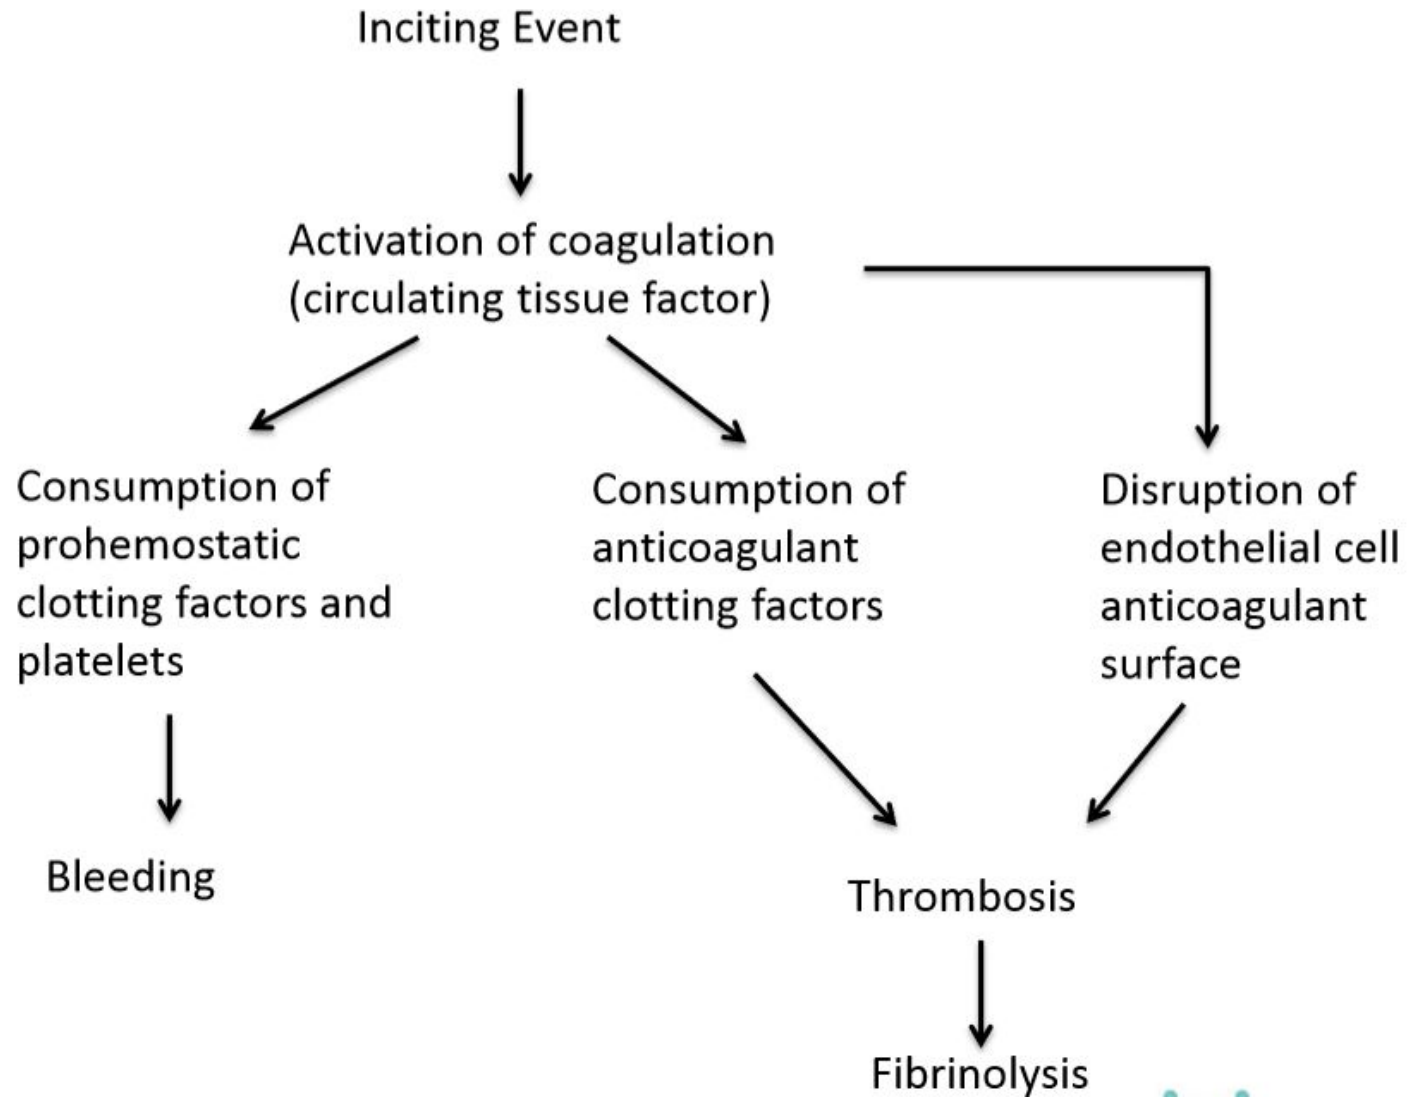 Inciting Event
Activation of coagulation
(circulating tissue factor)
Consumption of
prohemostatic
clotting factors and
platelets
Consumption of
anticoagulant
clotting factors
Disruption of
endothelial cell
anticoagulant
surface
Bleeding
Thrombosis
Fibrinolysis